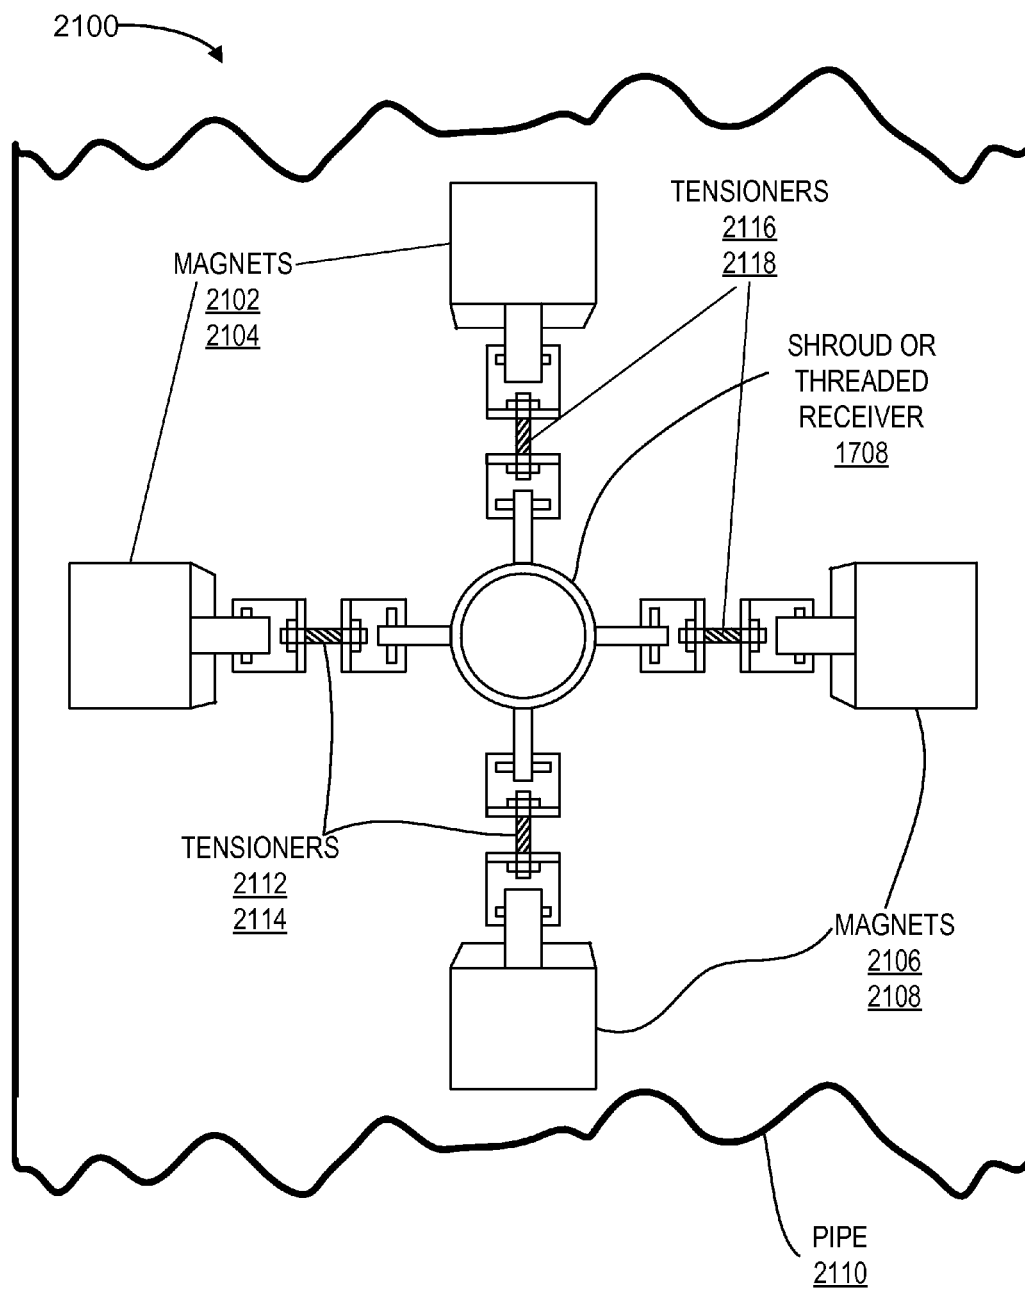 2100
TENSIONERS
2116
2118
MAGNETS
2102
2104
SHROUD OR
THREADED
RECEIVER
1708
TENSIONERS
2112
2114
MAGNETS
2106
2108
PIPE
2110